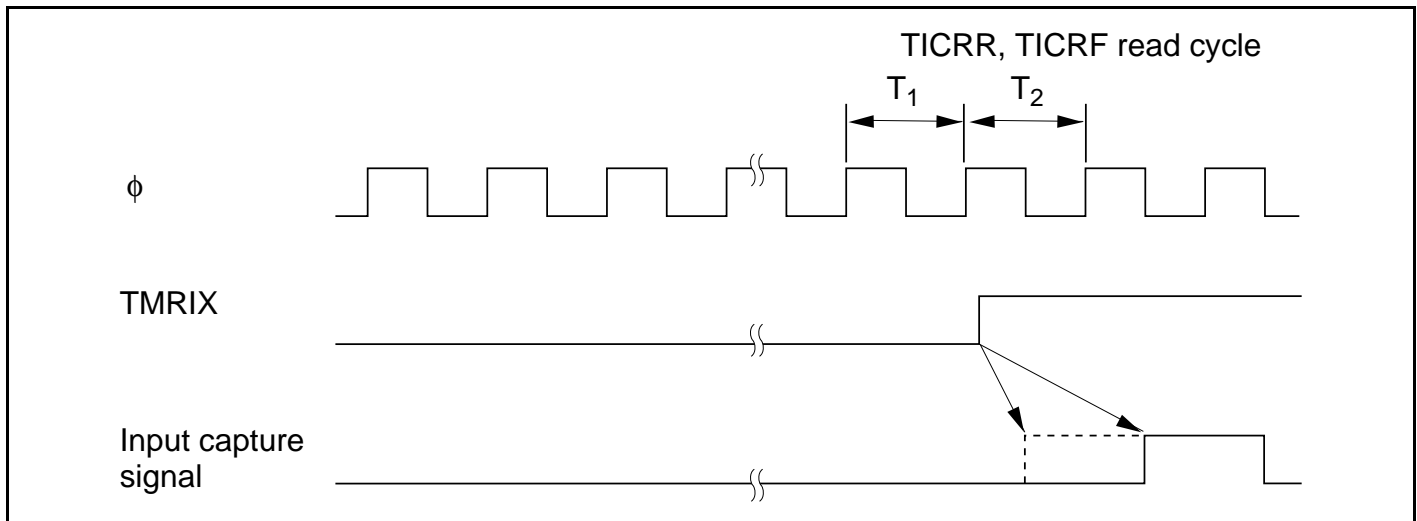 TICRR, TICRF read cycle
T1 T2
ϕ
TMRIX
Input capture
signal